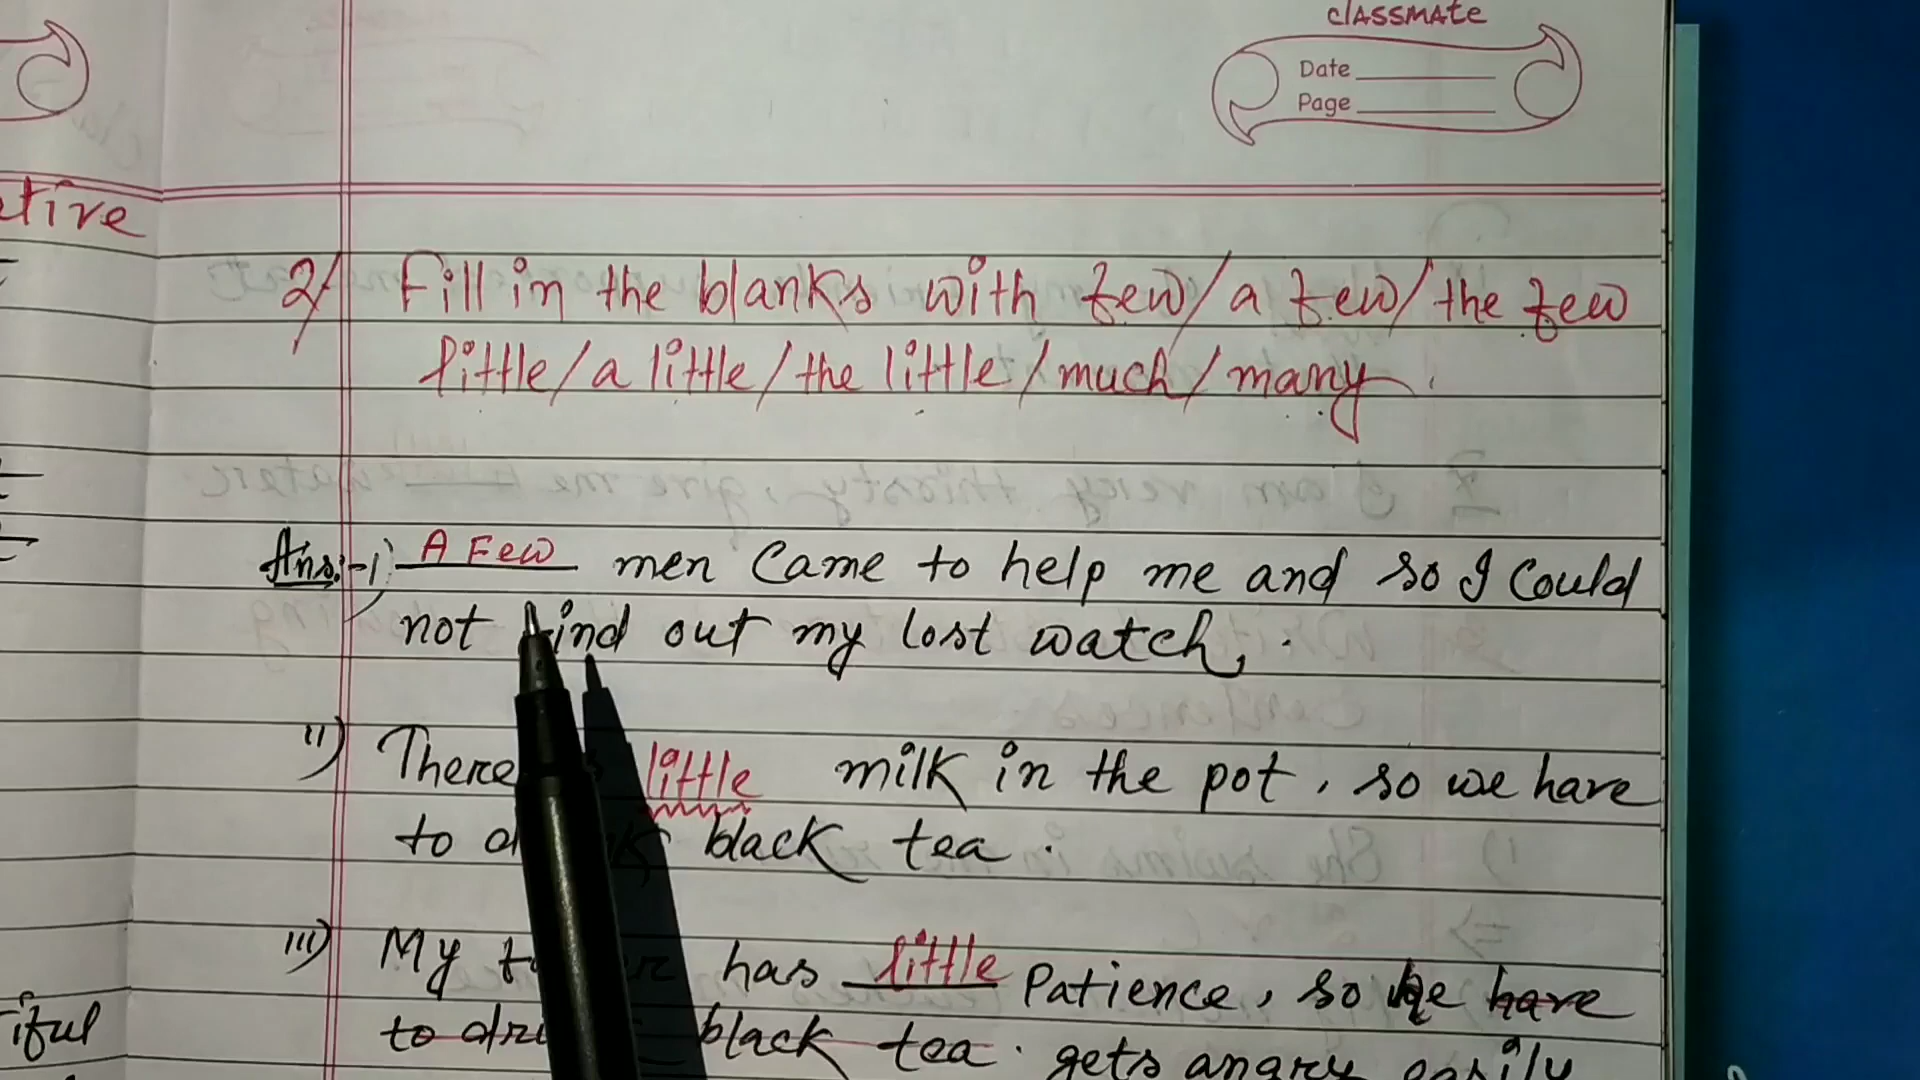 classmate
Date
Page
2/ Fill in the blanks with few/a few/the few
little/a little/the little/much/many.
Ans:-i) A Few men came to help me and so I could
not find out my lost watch,.
ii) There little milk in the pot, so we have
to black tea.
iii) My has little Patience, so he have
to black tea. gets angry easily